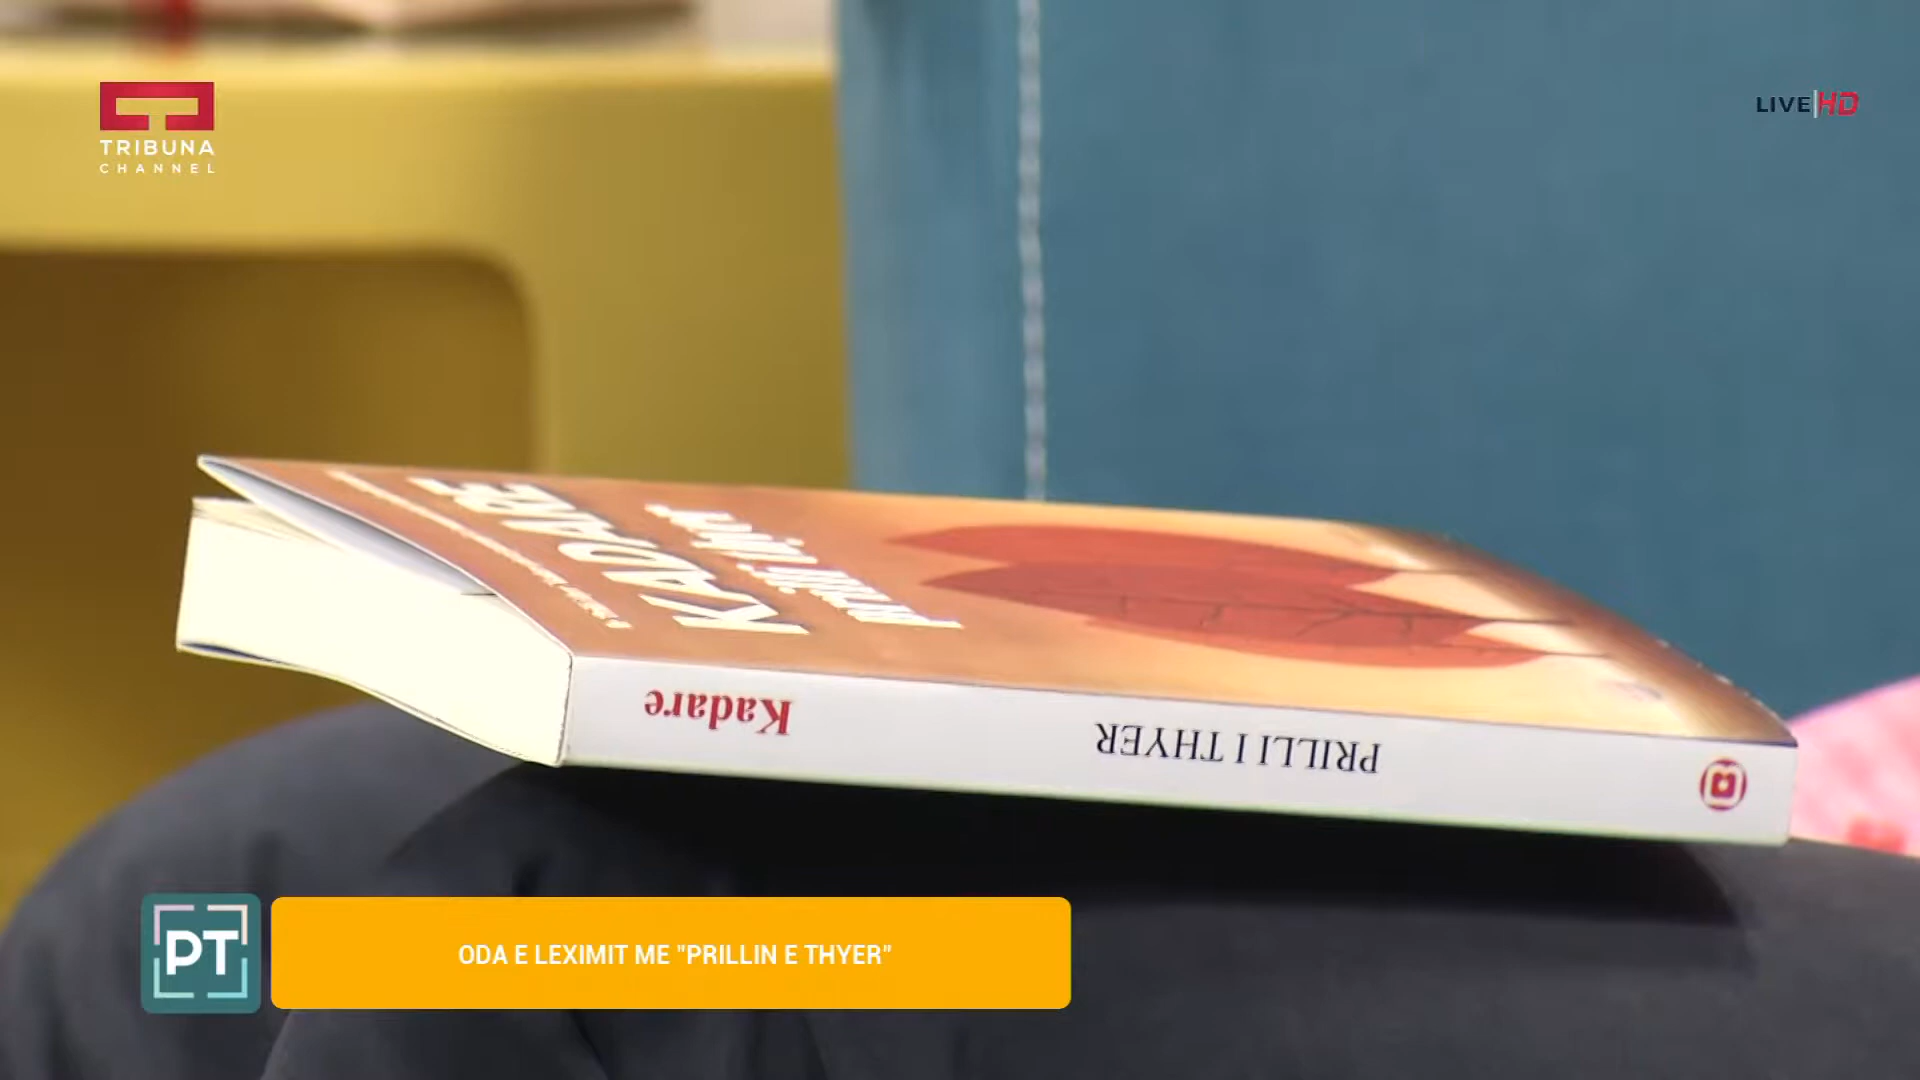 TRIBUNA
CHANNEL
LIVE HD
KADARE
Prilli i thyer
Kadare
PRILLI I THYER
PT
ODA E LEXIMIT ME "PRILLIN E THYER"